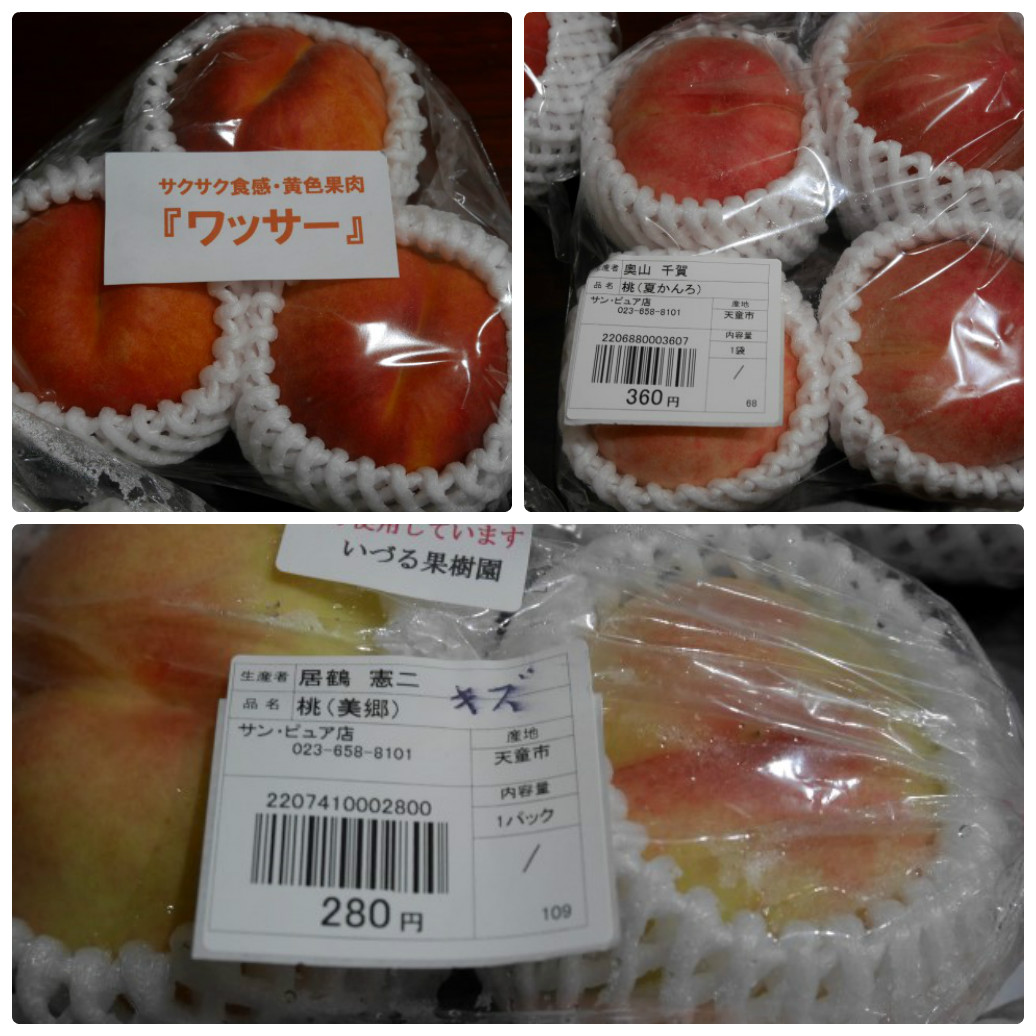 サクサク食感・黄色果肉
『ワッサー』
生産者 奥山 千賀
品名 桃(夏かんろ)
サン・ピュア店
023-658-8101
産地
天童市
内容量
1袋
/
2206880003607
360円
68
使用しています
いづる果樹園
生産者 居鶴 憲二
品名 桃(美郷)
キズ
サン・ピュア店
023-658-8101
産地
天童市
内容量
1パック
/
2207410002800
280円
109